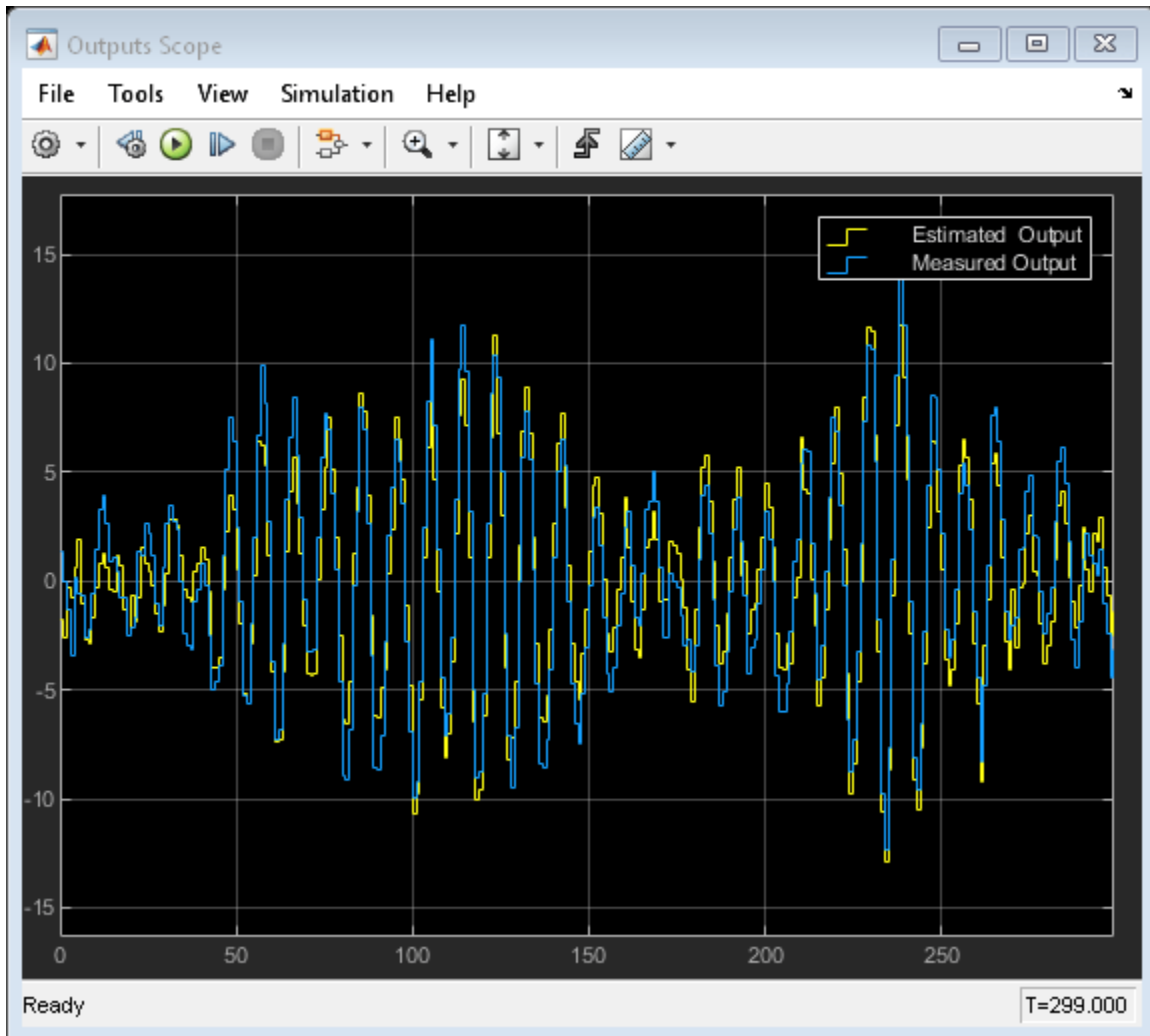 Outputs Scope
File Tools View Simulation Help
Estimated Output
Measured Output
15
10
5
0
-5
-10
-15
0 50 100 150 200 250
Ready T=299.000